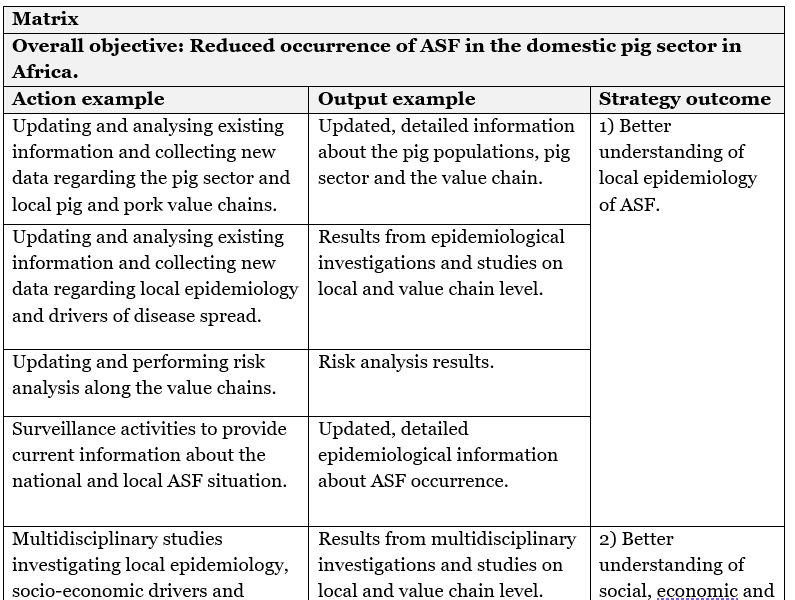 Matrix
Overall objective: Reduced occurrence of ASF in the domestic pig sector in
Africa.
Action example
Output example
Strategy outcome
Updating and analysing existing
information and collecting new
data regarding the pig sector and
local pig and pork value chains.
Updated, detailed information
about the pig populations, pig
sector and the value chain.
1) Better
understanding of
local epidemiology
of ASF.
Updating and analysing existing
information and collecting new
data regarding local epidemiology
and drivers of disease spread.
Results from epidemiological
investigations and studies on
local and value chain level.
Updating and performing risk
analysis along the value chains.
Risk analysis results.
Surveillance activities to provide
current information about the
national and local ASF situation.
Updated, detailed
epidemiological information
about ASF occurrence.
Multidisciplinary studies
investigating local epidemiology,
socio-economic drivers and
Results from multidisciplinary
investigations and studies on
local and value chain level.
2) Better
understanding of
social, economic and